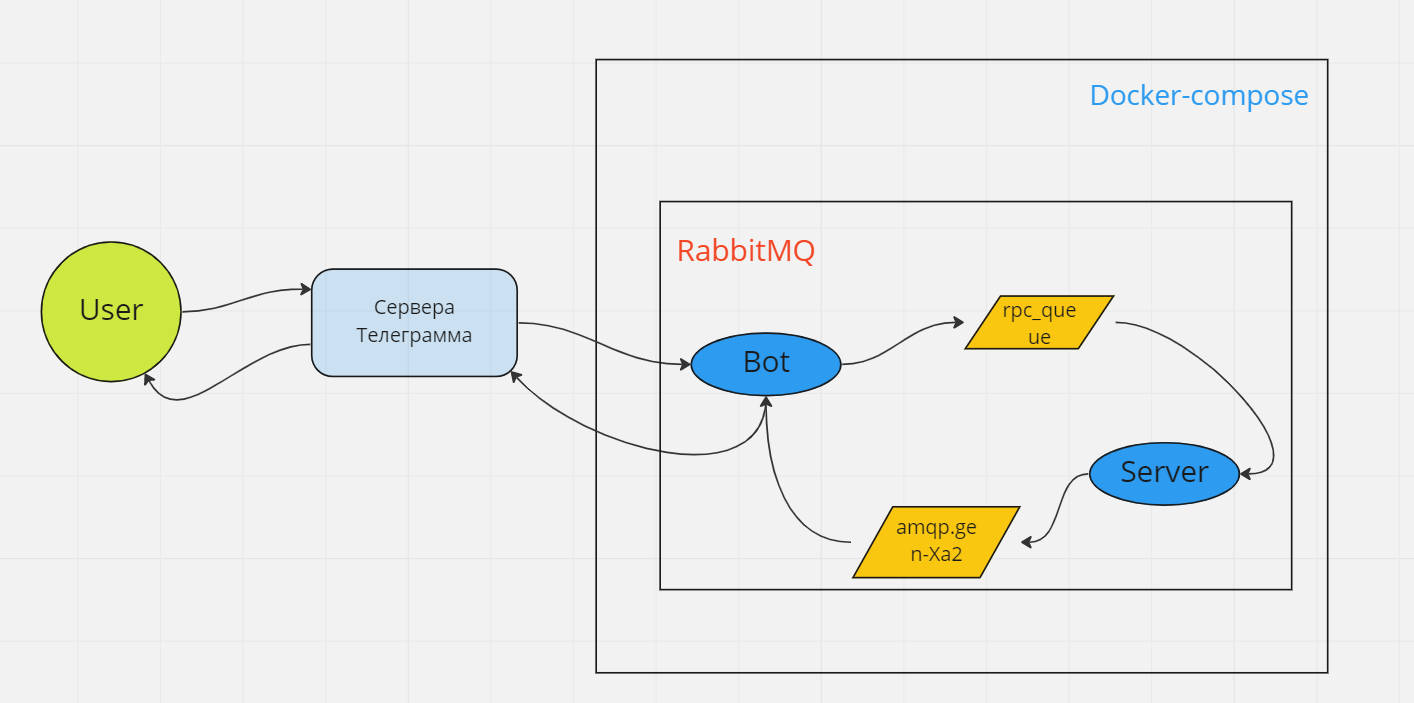 Docker-compose
RabbitMQ
User
Сервера
Телеграмма
Bot
rpc_que
ue
Server
amqp.ge
n-Xa2